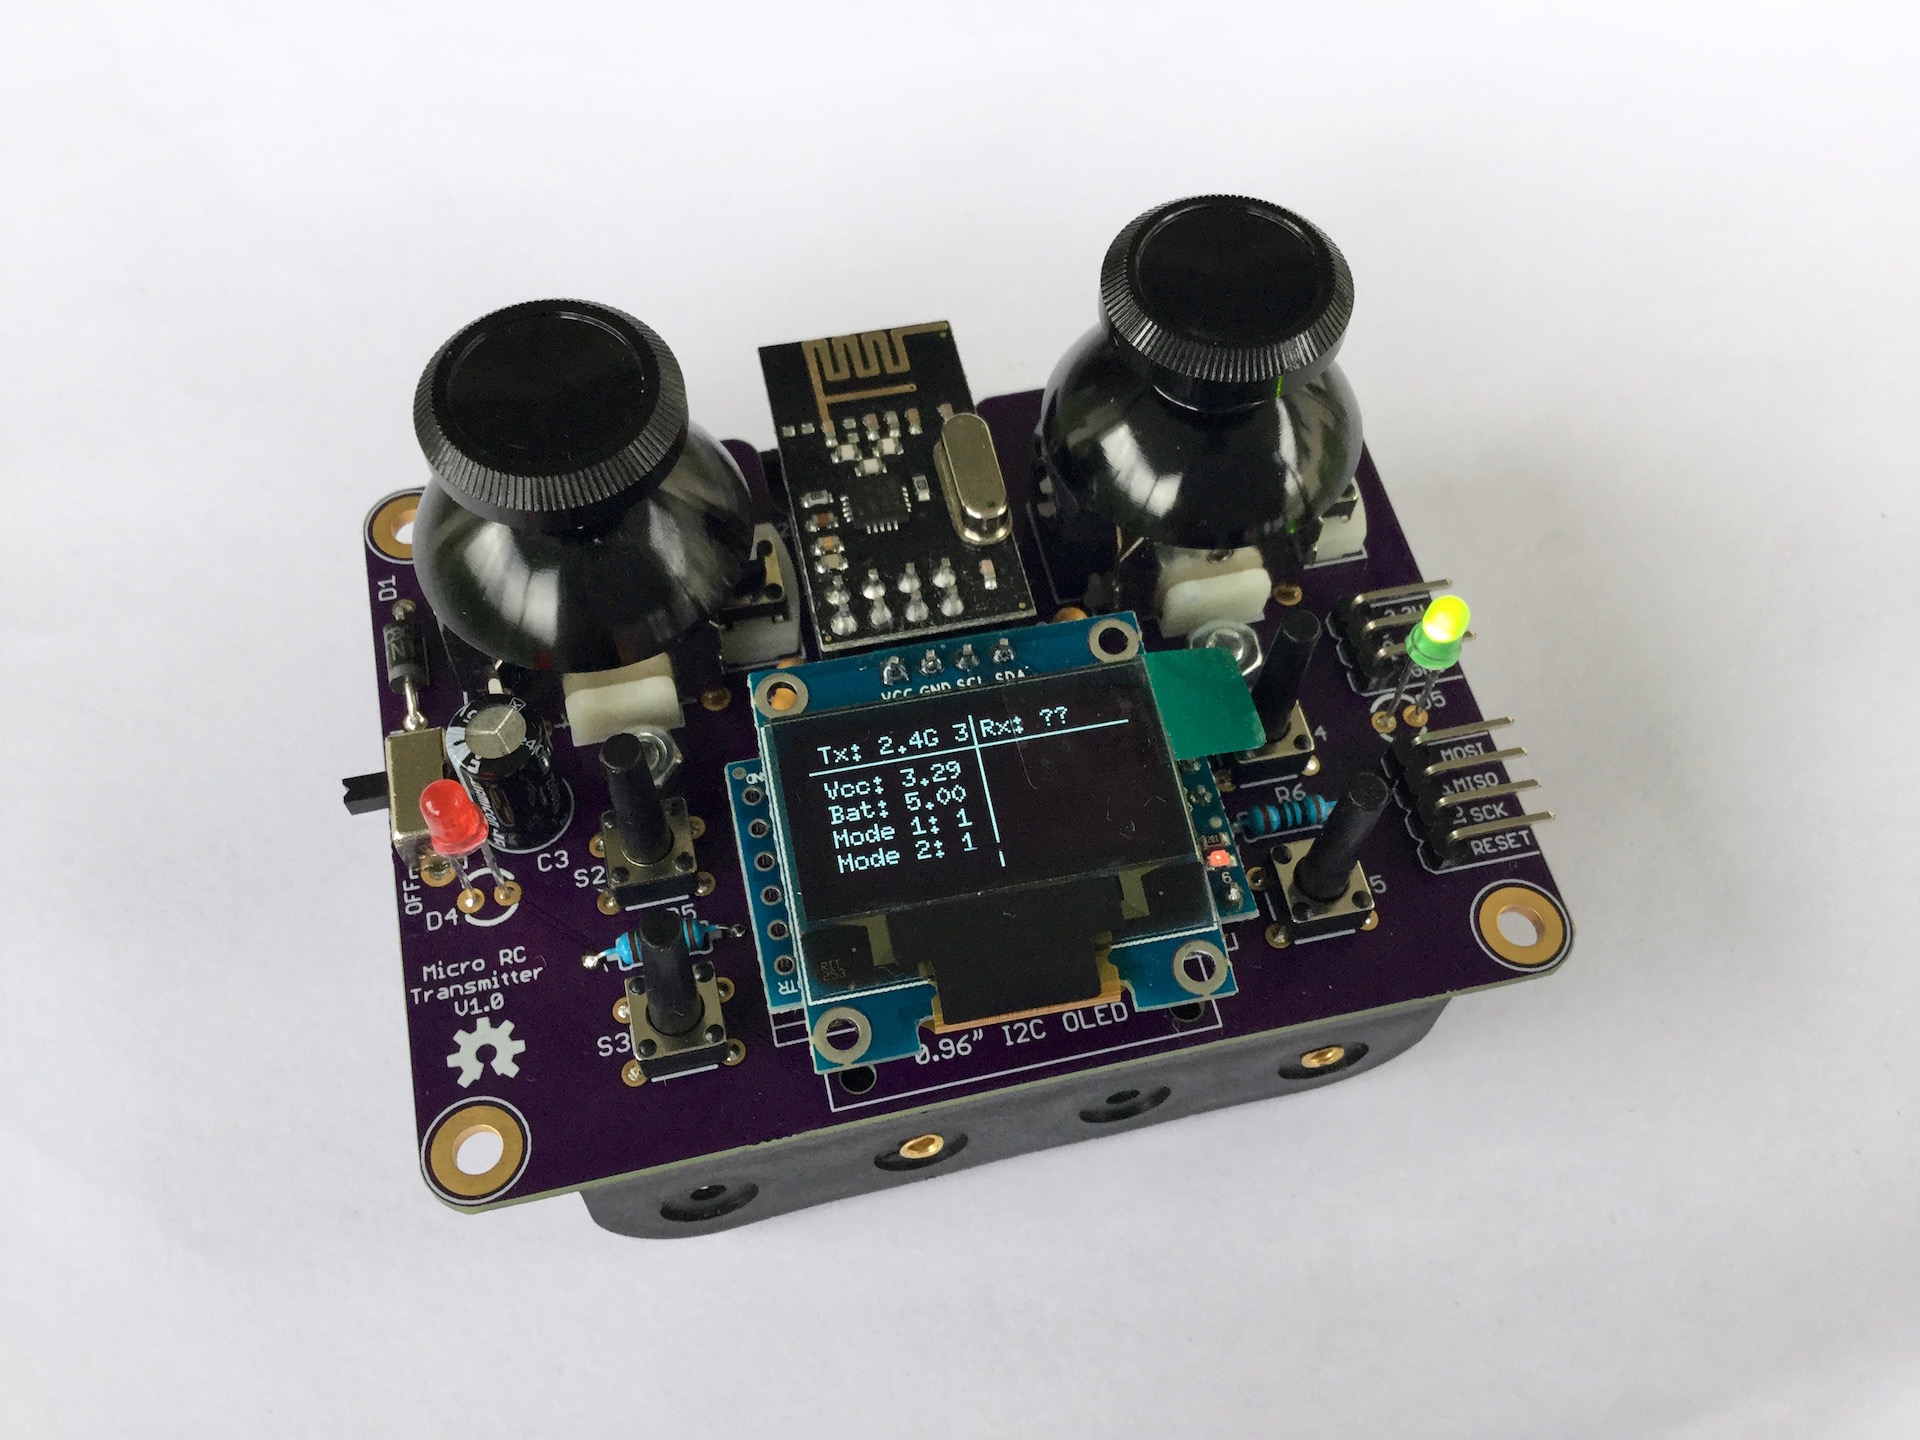 D1
VCC GND SCL SDA
Tx: 2.4G 3 Rx: ??
Vcc: 3.29
Bat: 5.00
Mode 1: 1
Mode 2: 1
RIT
253
MOSI
MISO
SCK
RESET
R6
C3
S2
D4
S3
Micro RC
Transmitter
V1.0
0.96” I2C OLED